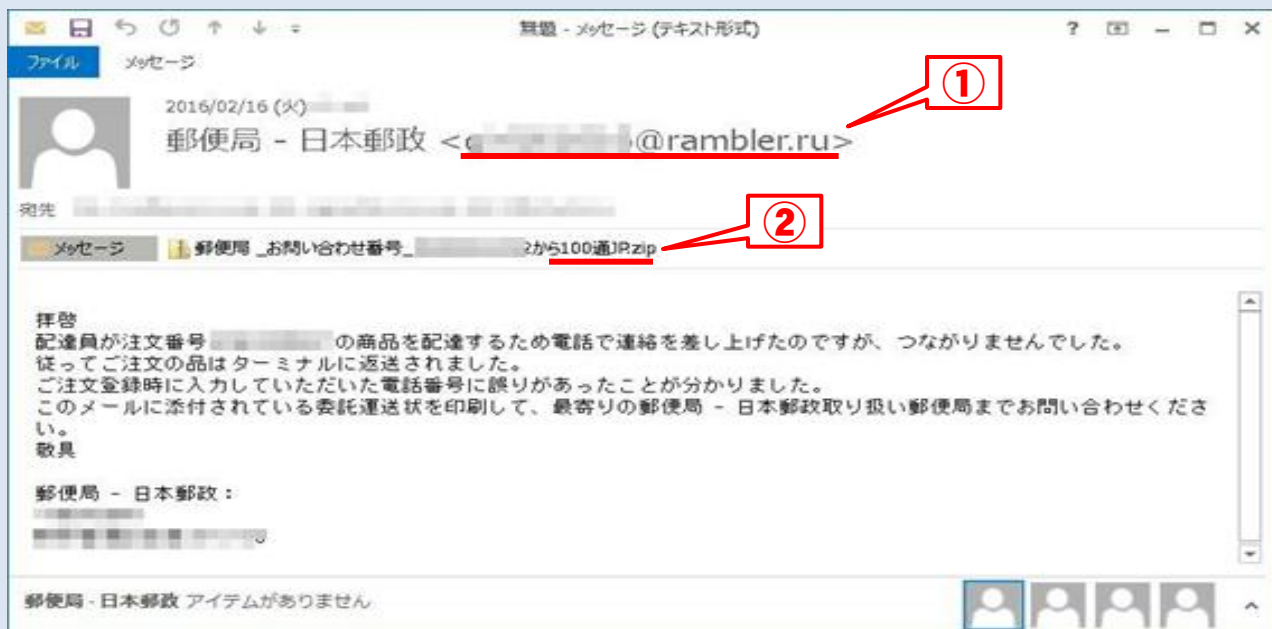 無題 - メッセージ (テキスト形式)
ファイル メッセージ
①
2016/02/16 (火)
郵便局 - 日本郵政 < @rambler.ru>
宛先
②
メッセージ 郵便局 _お問い合わせ番号_ から100通JP.zip
拝啓
配達員が注文番号 の商品を配達するため電話で連絡を差し上げたのですが、つながりませんでした。
従ってご注文の品はターミナルに返送されました。
ご注文登録時に入力していただいた電話番号に誤りがあったことが分かりました。
このメールに添付されている委託運送状を印刷して、最寄りの郵便局 - 日本郵政取り扱い郵便局までお問い合わせくださ
い。
敬具
郵便局 - 日本郵政：
郵便局 - 日本郵政 アイテムがありません